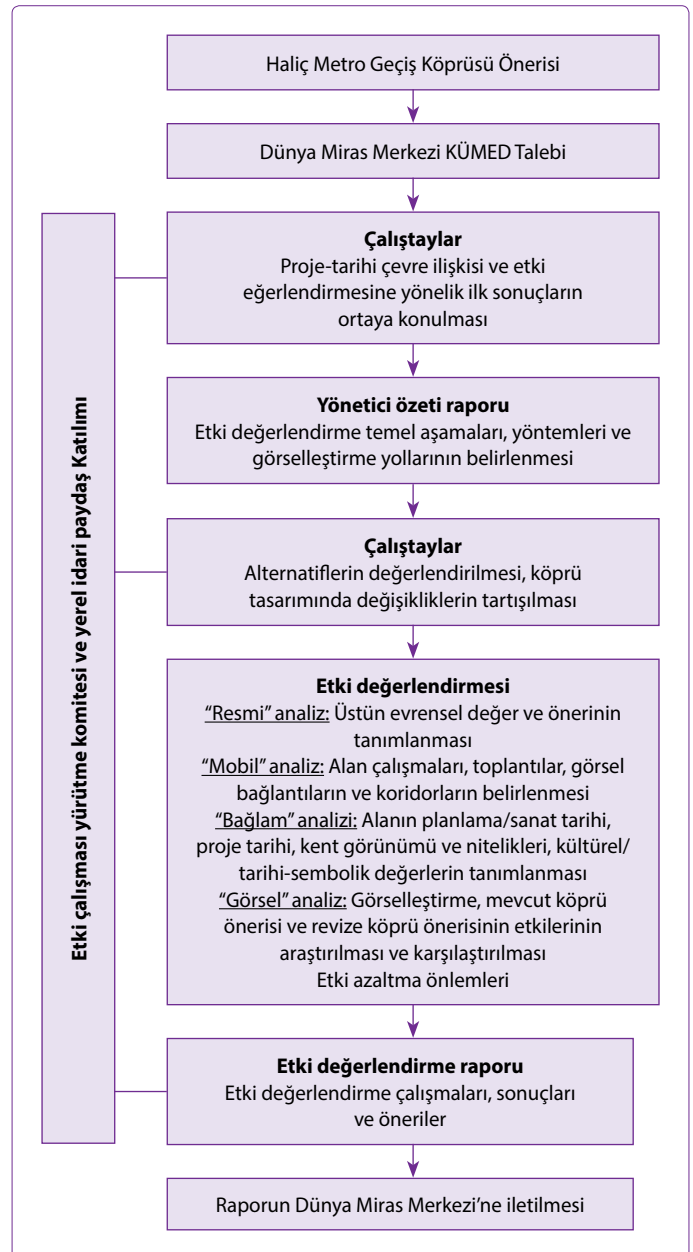 Haliç Metro Geçiş Köprüsü Önerisi
Dünya Miras Merkezi KÜMED Talebi
Etki çalışması yürütme komitesi ve yerel idari paydaş Katılımı
Çalıştaylar
Proje-tarihi çevre ilişkisi ve etki
eğerlendirmesine yönelik ilk sonuçların
ortaya konulması
Yönetici özeti raporu
Etki değerlendirme temel aşamaları, yöntemleri ve
görselleştirme yollarının belirlenmesi
Çalıştaylar
Alternatiflerin değerlendirilmesi, köprü
tasarımında değişikliklerin tartışılması
Etki değerlendirmesi
“Resmi” analiz: Üstün evrensel değer ve önerinin
tanımlanması
“Mobil” analiz: Alan çalışmaları, toplantılar, görsel
bağlantıların ve koridorların belirlenmesi
“Bağlam” analizi: Alanın planlama/sanat tarihi,
proje tarihi, kent görünümü ve nitelikleri, kültürel/
tarihi-sembolik değerlerin tanımlanması
“Görsel” analiz: Görselleştirme, mevcut köprü
önerisi ve revize köprü önerisinin etkilerinin
araştırılması ve karşılaştırılması
Etki azaltma önlemleri
Etki değerlendirme raporu
Etki değerlendirme çalışmaları, sonuçları
ve öneriler
Raporun Dünya Miras Merkezi’ne iletilmesi